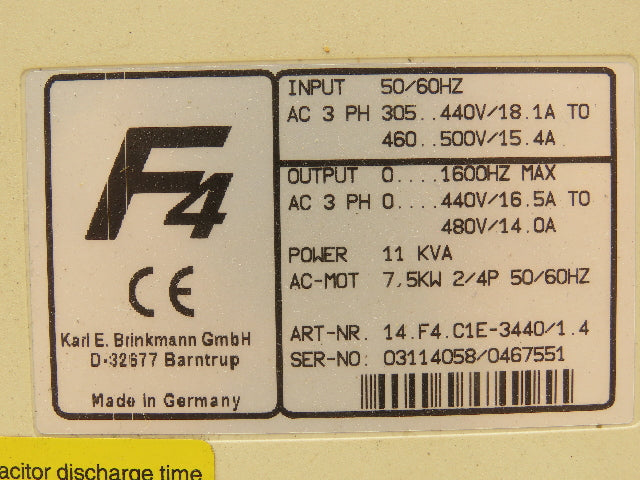 F4
CE
Karl E. Brinkmann GmbH
D-32677 Barntrup
Made in Germany
INPUT 50/60HZ
AC 3 PH 305..440V/18.1A TO
460..500V/15.4A
OUTPUT 0....1600HZ MAX
AC 3 PH 0....440V/16.5A TO
480V/14.0A
POWER 11 KVA
AC-MOT 7,5KW 2/4P 50/60HZ
ART-NR. 14.F4.C1E-3440/1.4
SER-NO: 03114058/0467551
acitor discharge time